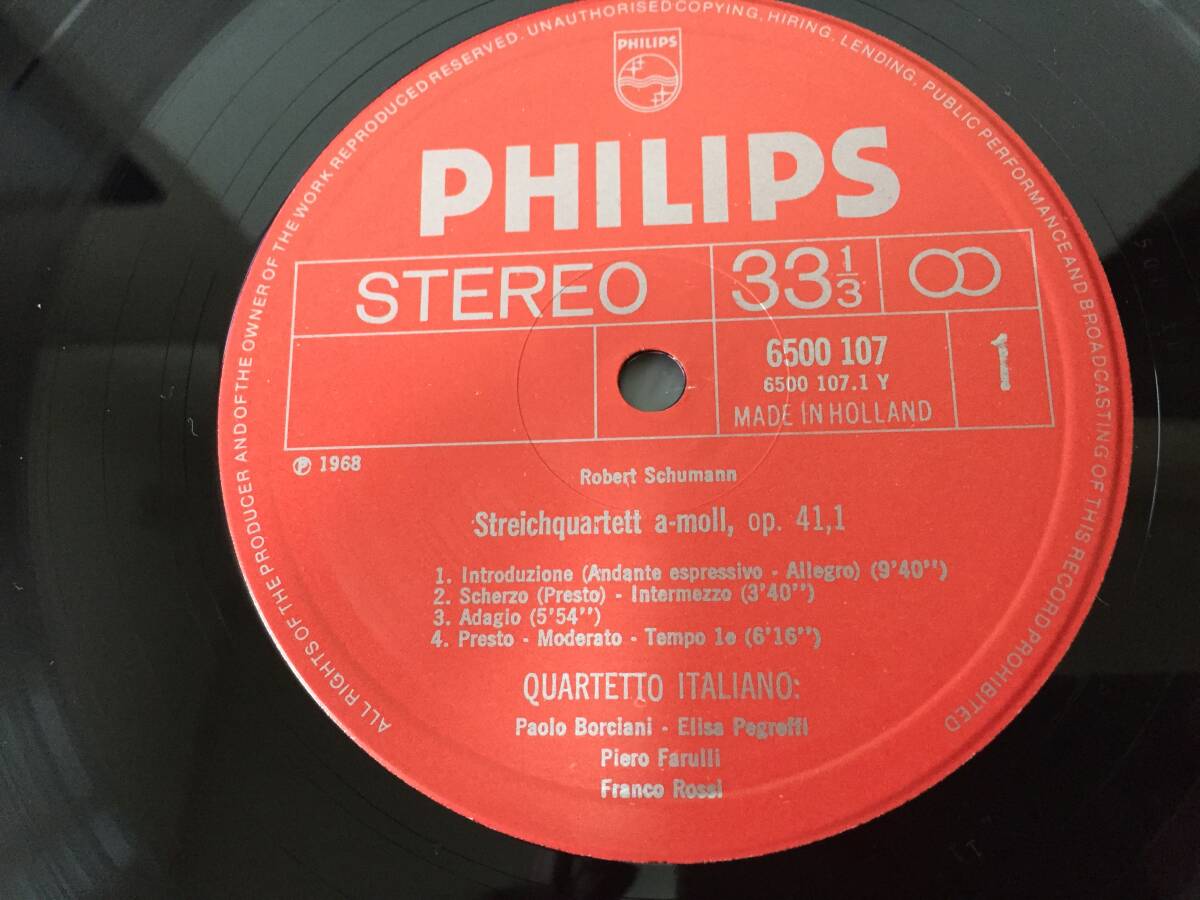 ALL RIGHTS OF THE PRODUCER AND OF THE OWNER OF THE WORK REPRODUCED RESERVED. UNAUTHORISED COPYING, HIRING, LENDING, PUBLIC PERFORMANCE AND BROADCASTING OF THIS RECORD PROHIBITED
PHILIPS
PHILIPS
STEREO 33 1/3
6500 107 1
6500 107.1 Y
MADE IN HOLLAND
℗ 1968
Robert Schumann
Streichquartett a-moll, op. 41,1
1. Introduzione (Andante espressivo - Allegro) (9'40'')
2. Scherzo (Presto) - Intermezzo (3'40'')
3. Adagio (5'54'')
4. Presto - Moderato - Tempo 1e (6'16'')
QUARTETTO ITALIANO:
Paolo Borciani - Elisa Pegreffi
Piero Farulli
Franco Rossi